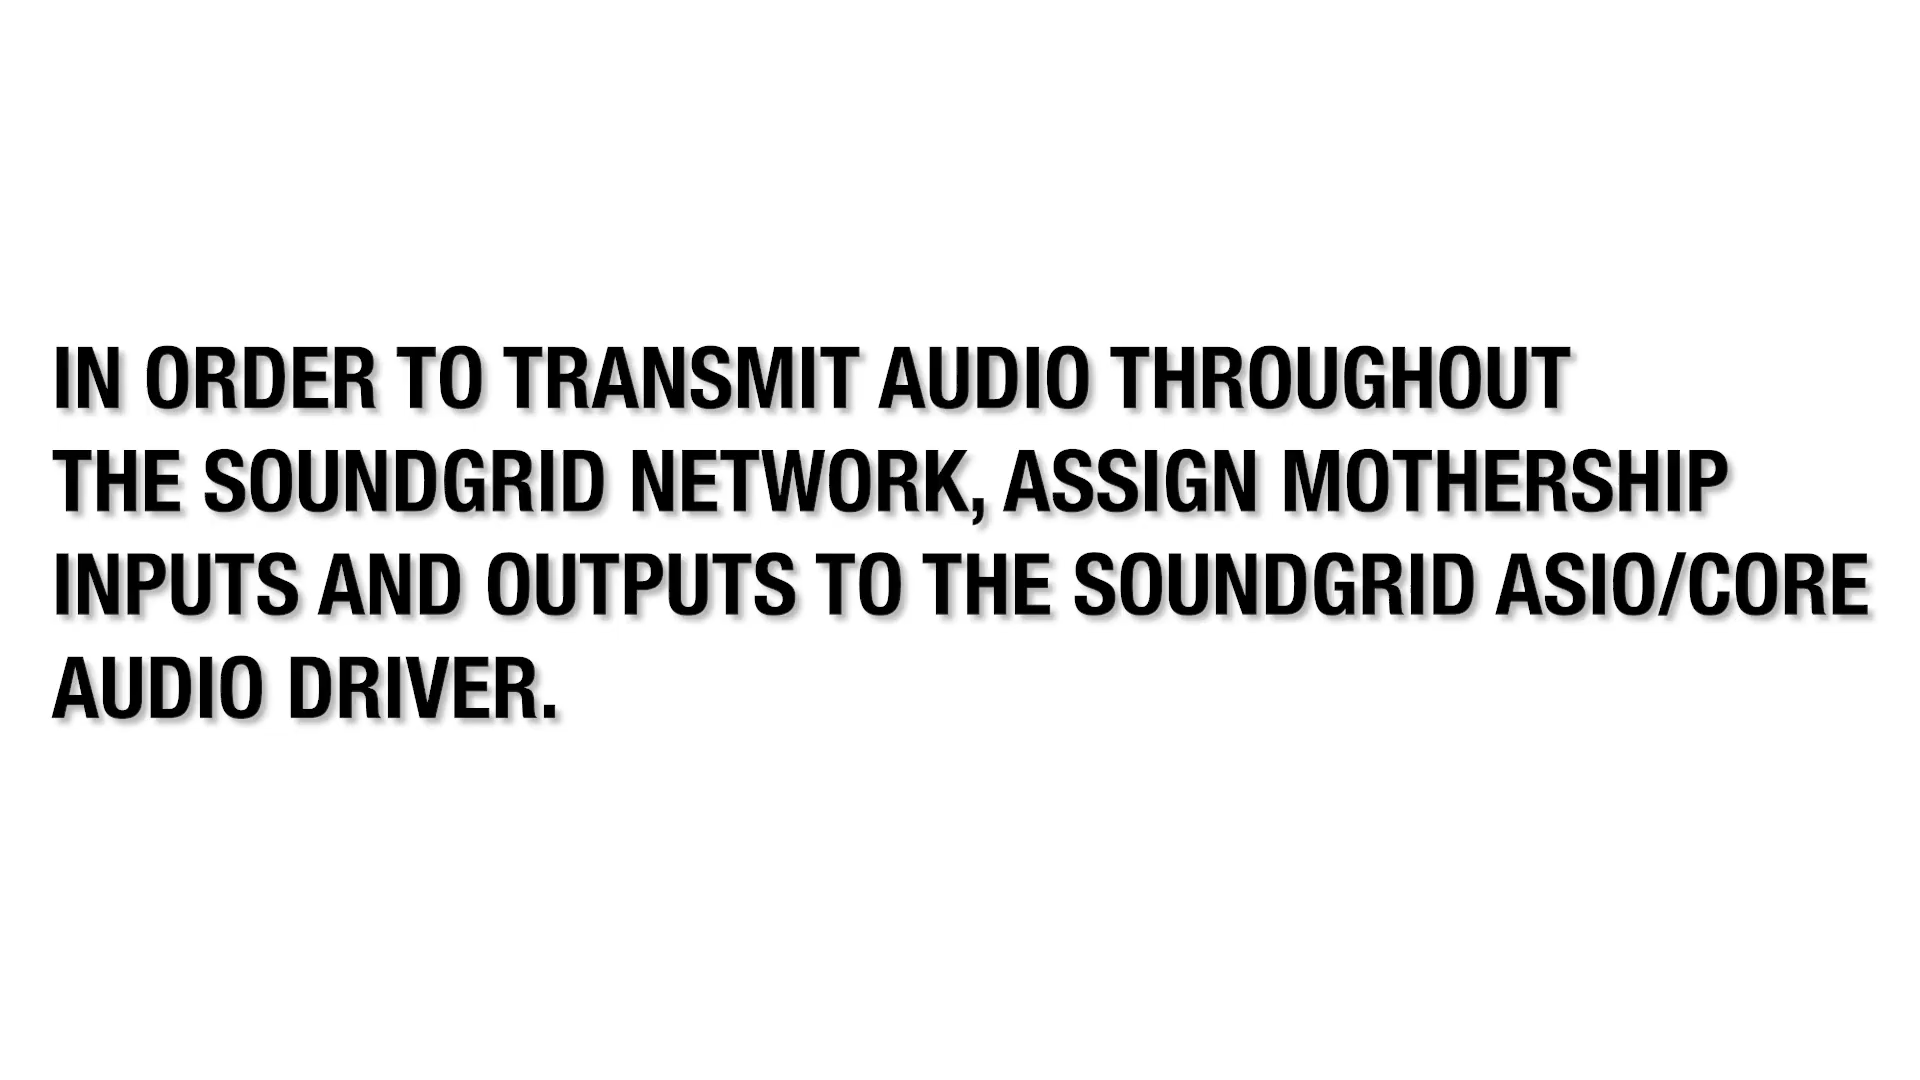 IN ORDER TO TRANSMIT AUDIO THROUGHOUT
THE SOUNDGRID NETWORK, ASSIGN MOTHERSHIP
INPUTS AND OUTPUTS TO THE SOUNDGRID ASIO/CORE
AUDIO DRIVER.